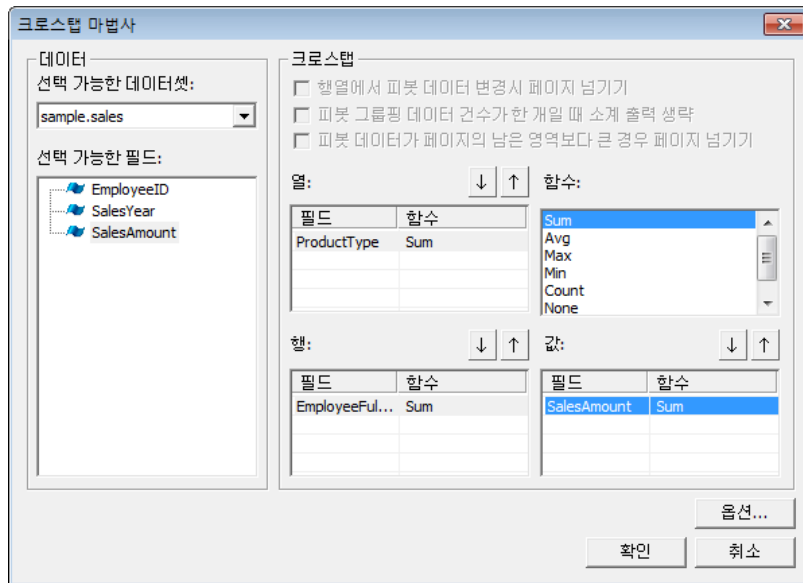 크로스탭 마법사
데이터
선택 가능한 데이터셋:
sample.sales
선택 가능한 필드:
EmployeeID
SalesYear
SalesAmount
크로스탭
행열에서 피봇 데이터 변경시 페이지 넘기기
피봇 그룹핑 데이터 건수가 한 개일 때 소계 출력 생략
피봇 데이터가 페이지의 남은 영역보다 큰 경우 페이지 넘기기
열: ↓ ↑
필드 함수
ProductType Sum
함수:
Sum
Avg
Max
Min
Count
None
행: ↓ ↑
필드 함수
EmployeeFul... Sum
값: ↓ ↑
필드 함수
SalesAmount Sum
옵션...
확인 취소